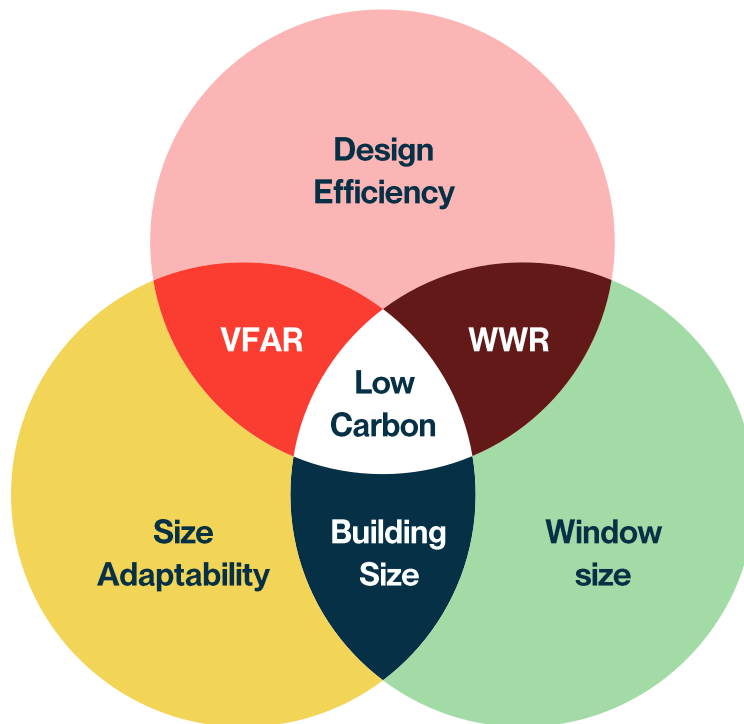 Design
Efficiency
VFAR
WWR
Low
Carbon
Size
Adaptability
Building
Size
Window
size